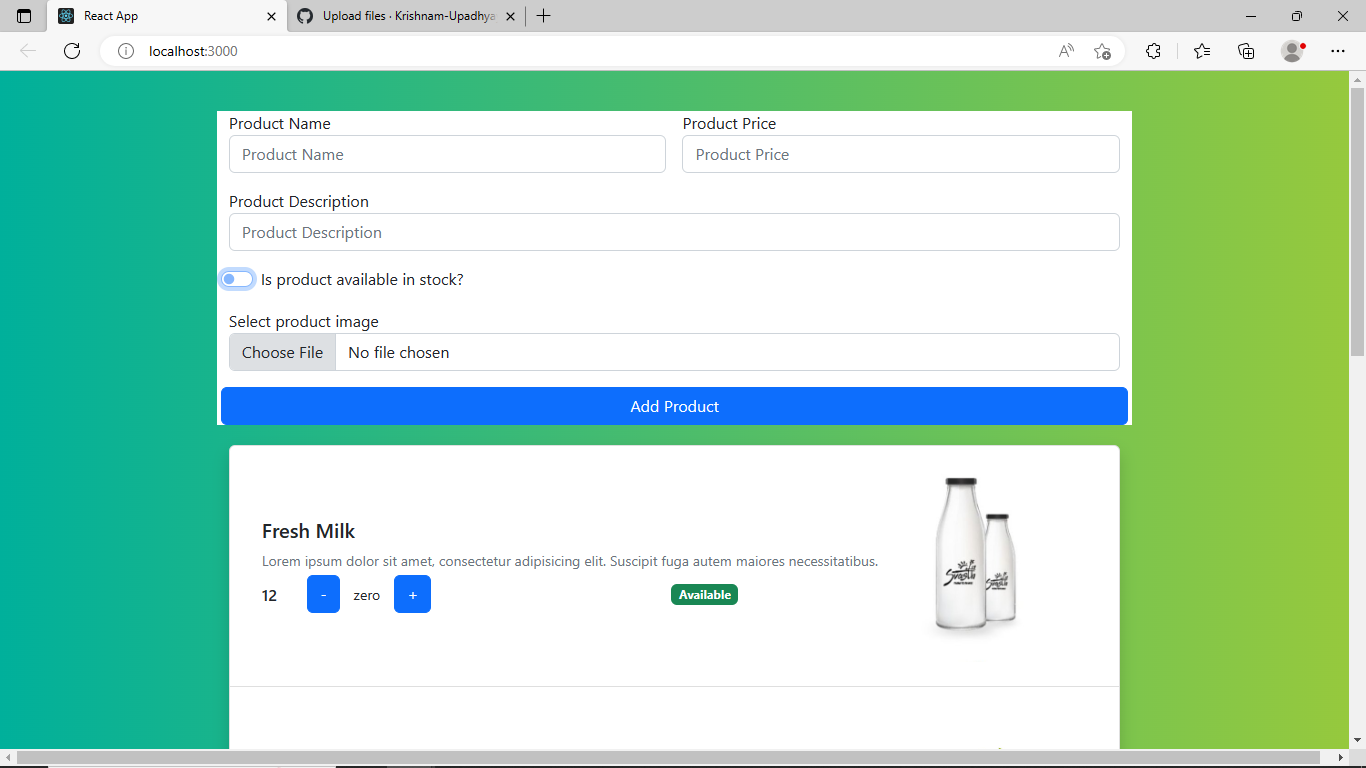 React App
Upload files · Krishnam-Upadhya
localhost:3000
Product Name
Product Price
Product Name
Product Price
Product Description
Product Description
Is product available in stock?
Select product image
Choose File
No file chosen
Add Product
Fresh Milk
Lorem ipsum dolor sit amet, consectetur adipisicing elit. Suscipit fuga autem maiores necessitatibus.
12
-
zero
+
Available